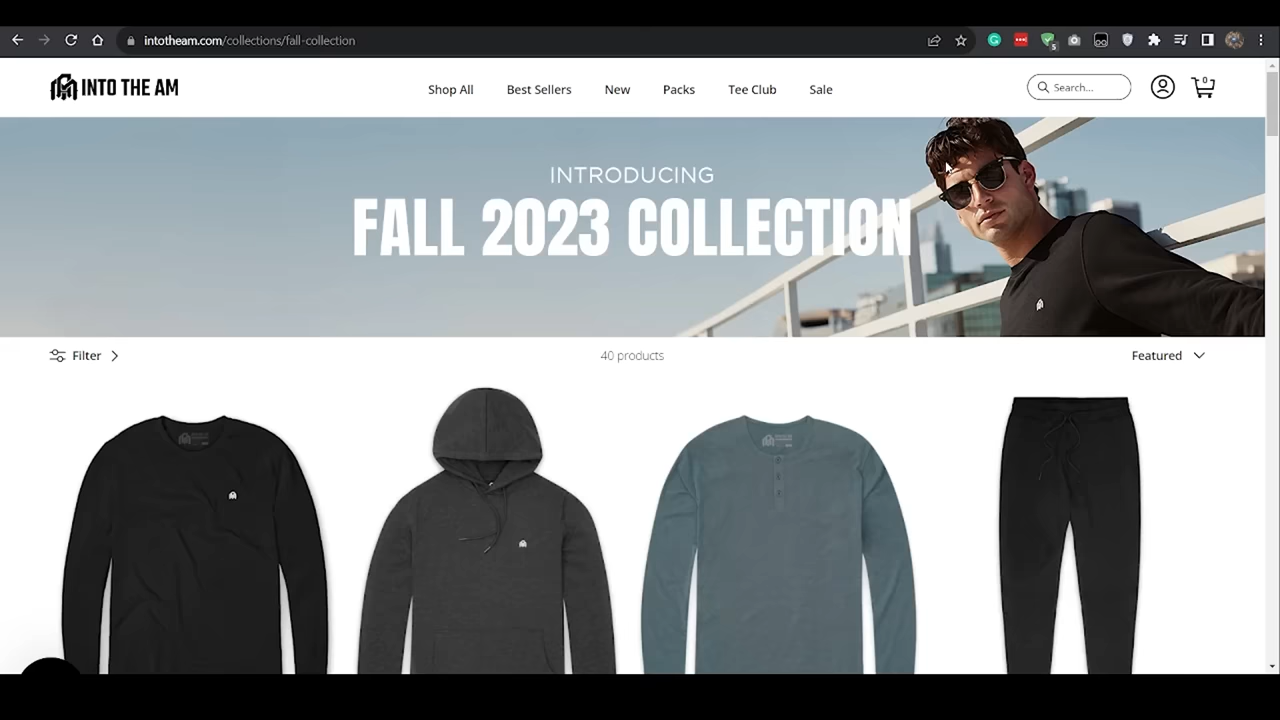 intotheam.com/collections/fall-collection
INTO THE AM
Shop All
Best Sellers
New
Packs
Tee Club
Sale
Search...
0
INTRODUCING
FALL 2023 COLLECTION
Filter
40 products
Featured